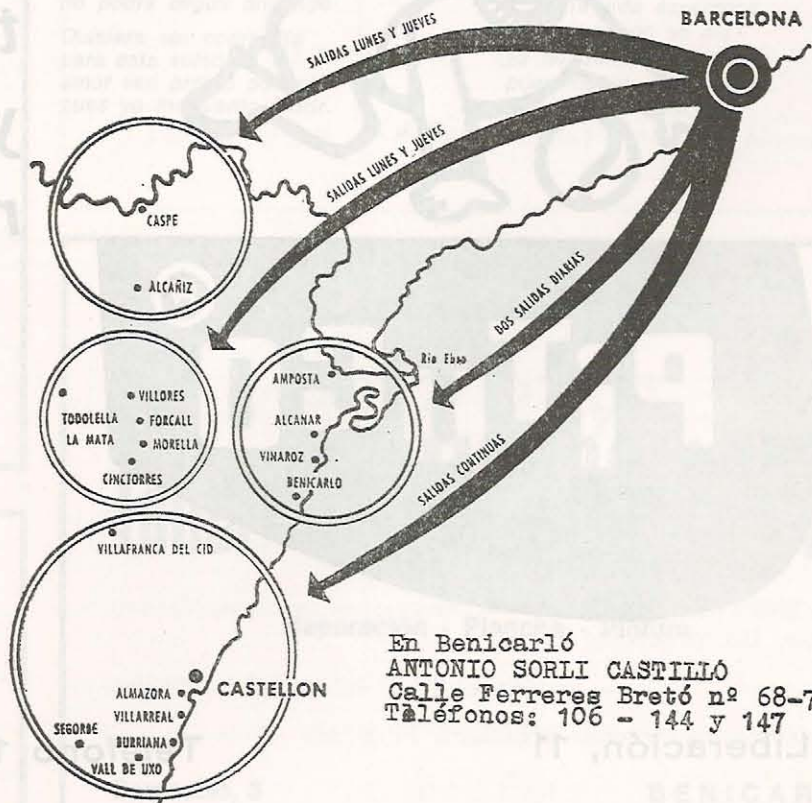 BARCELONA
SALIDAS LUNES Y JUEVES
SALIDAS LUNES Y JUEVES
DOS SALIDAS DIARIAS
SALIDAS CONTINUAS
CASPE
ALCAÑIZ
Rio Ebro
VILLORES
TODOLELLA
FORCALL
LA MATA
MORELLA
CINCTORRES
AMPOSTA
ALCANAR
VINAROZ
BENICARLO
VILLAFRANCA DEL CID
CASTELLON
ALMAZORA
VILLARREAL
SEGORBE
BURRIANA
VALL DE UXO
En Benicarló
ANTONIO SORLI CASTILLÓ
Calle Ferreres Bretó nº 68-7
Teléfonos: 106 - 144 y 147
Liberación, 11